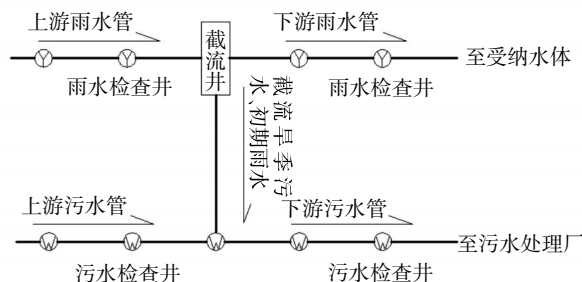 上游雨水管
截流井
下游雨水管
Y Y Y Y
至受纳水体
雨水检查井
雨水检查井
截流旱季污
水、初期雨水
上游污水管
下游污水管
W W W W W
至污水处理厂
污水检查井
污水检查井